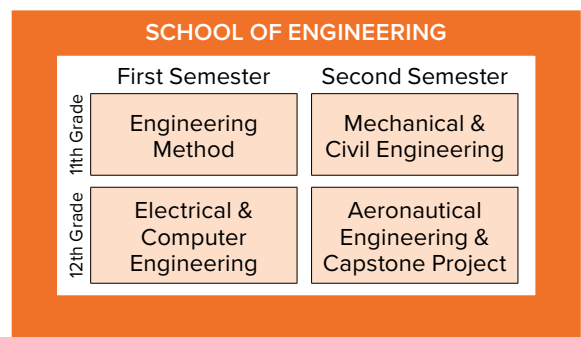 SCHOOL OF ENGINEERING
First Semester
Second Semester
11th Grade
Engineering
Method
Mechanical &
Civil Engineering
12th Grade
Electrical &
Computer
Engineering
Aeronautical
Engineering &
Capstone Project